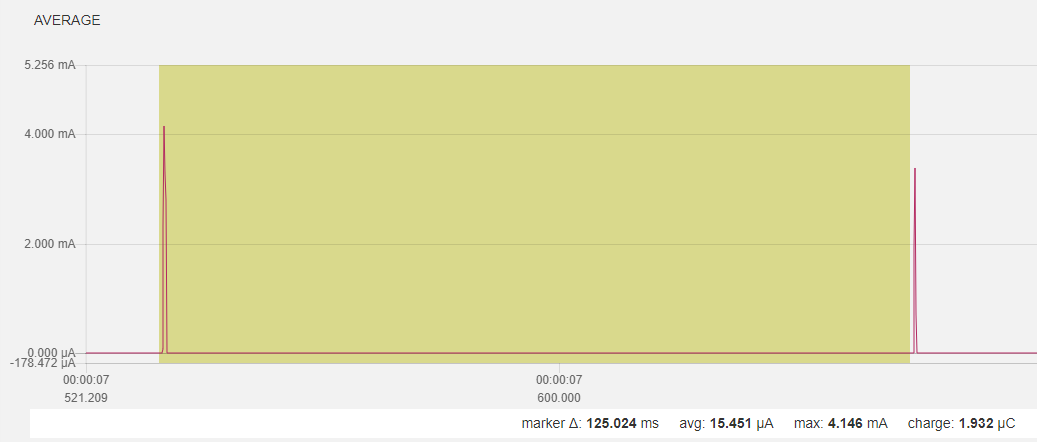 AVERAGE
5.256 mA
4.000 mA
2.000 mA
0.000 µA
-178.472 µA
00:00:07 00:00:07
521.209 600.000
marker Δ: 125.024 ms avg: 15.451 µA max: 4.146 mA charge: 1.932 µC